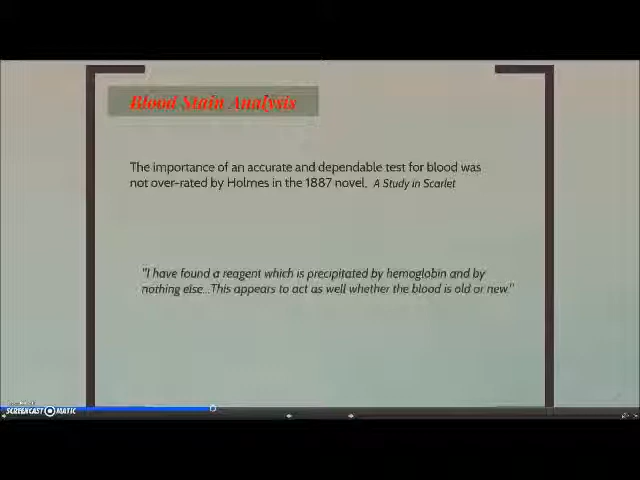 Blood Stain Analysis
The importance of an accurate and dependable test for blood was
not over-rated by Holmes in the 1887 novel, A Study in Scarlet
"I have found a reagent which is precipitated by hemoglobin and by
nothing else...This appears to act as well whether the blood is old or new."
SCREENCAST MATIC